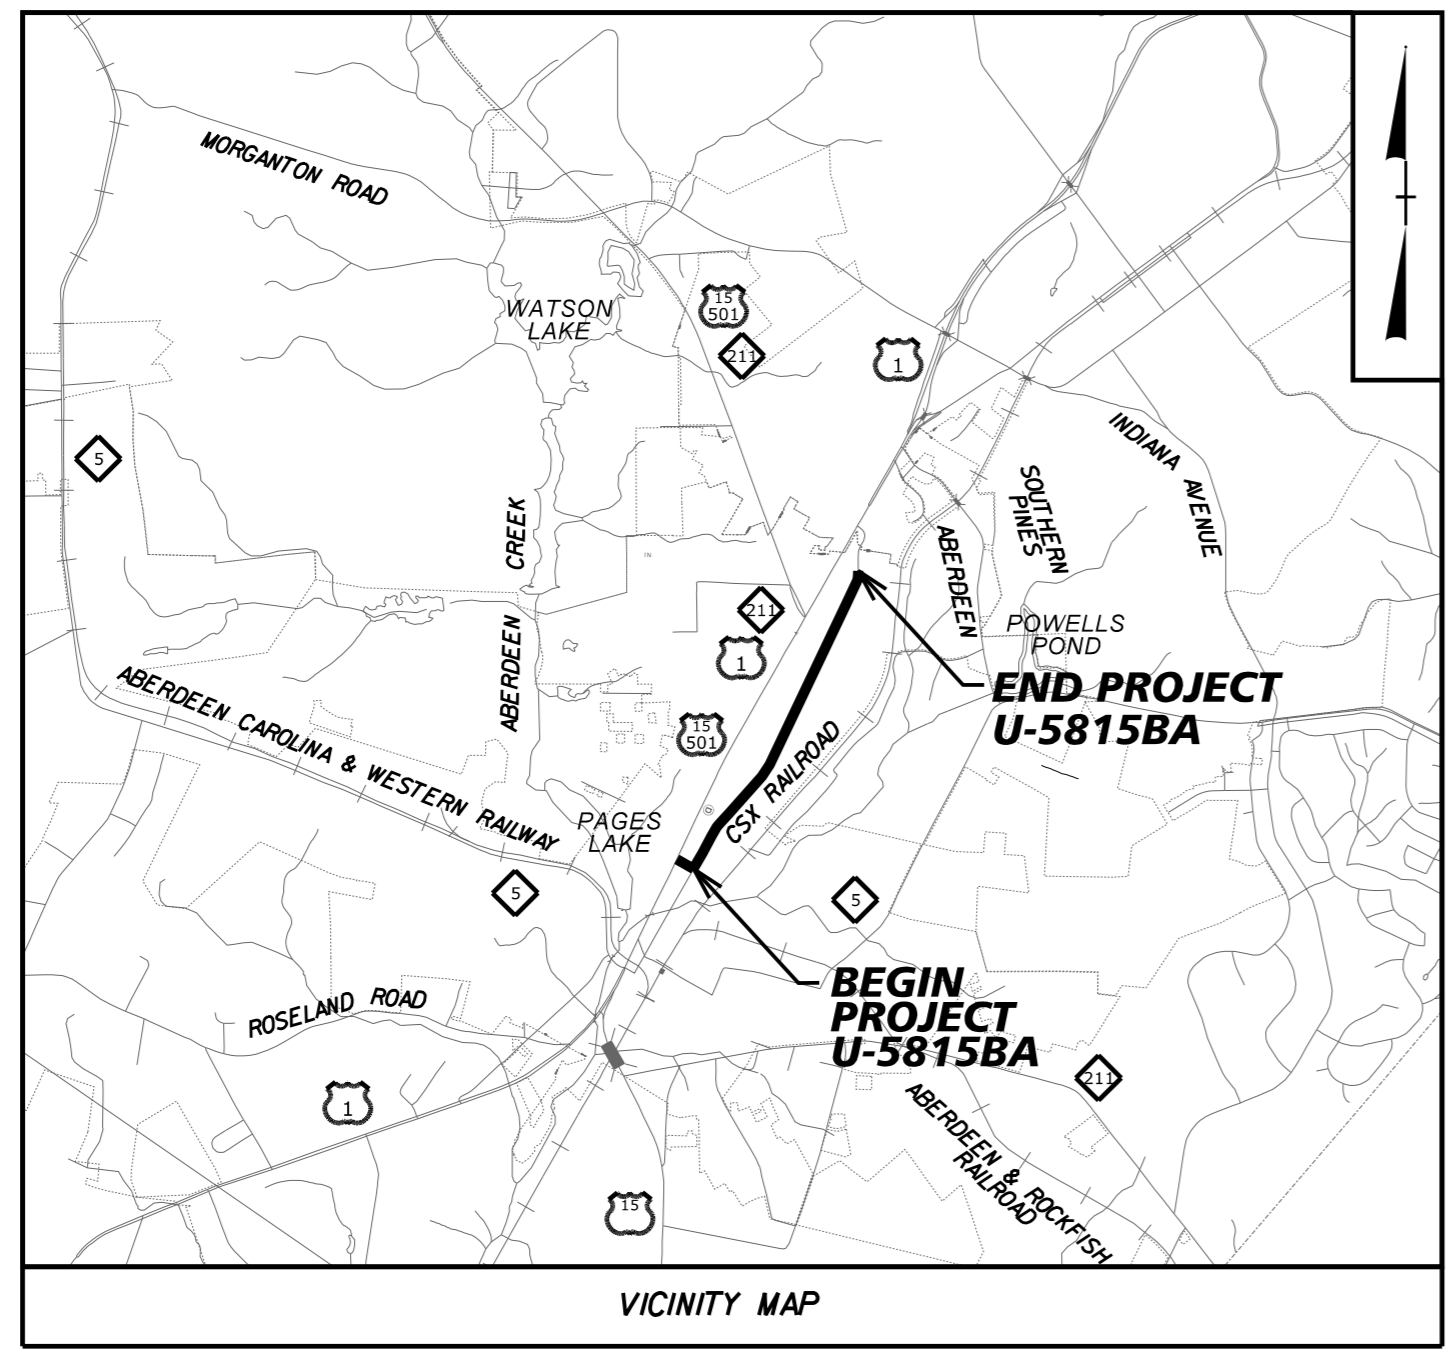 MORGANTON ROAD
WATSON
LAKE
15
501
211
1
5
INDIANA AVENUE
SOUTHERN
PINES
CREEK
ABERDEEN
ABERDEEN
211
1
POWELLS
POND
END PROJECT
U-5815BA
ABERDEEN CAROLINA & WESTERN RAILWAY
15
501
CSX RAILROAD
PAGES
LAKE
5
5
BEGIN
PROJECT
U-5815BA
ROSELAND ROAD
1
211
ABERDEEN & ROCKFISH
RAILROAD
15
VICINITY MAP